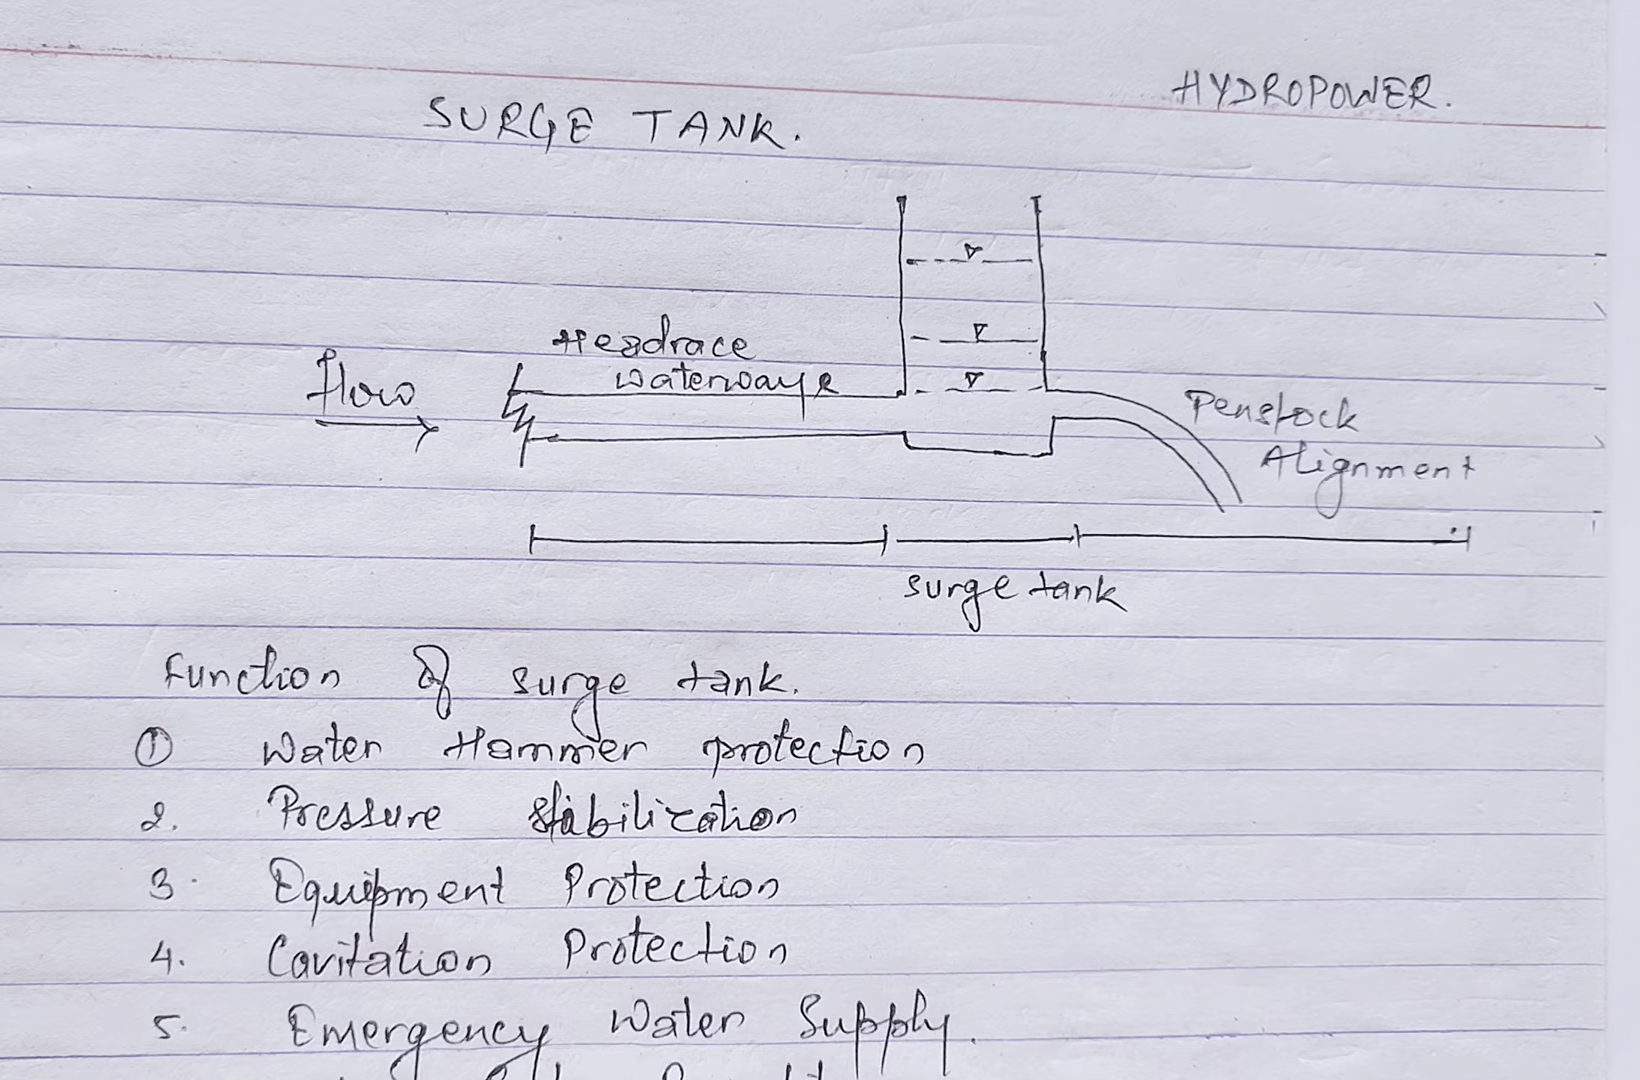 HYDROPOWER.
SURGE TANK.
Headrace
waterwaye
flow
Penstock
Alignment
surge tank
Function of surge tank.
① Water Hammer protection
2. Pressure stabilization
3. Equipment Protection
4. Cavitation Protection
5. Emergency Water Supply.